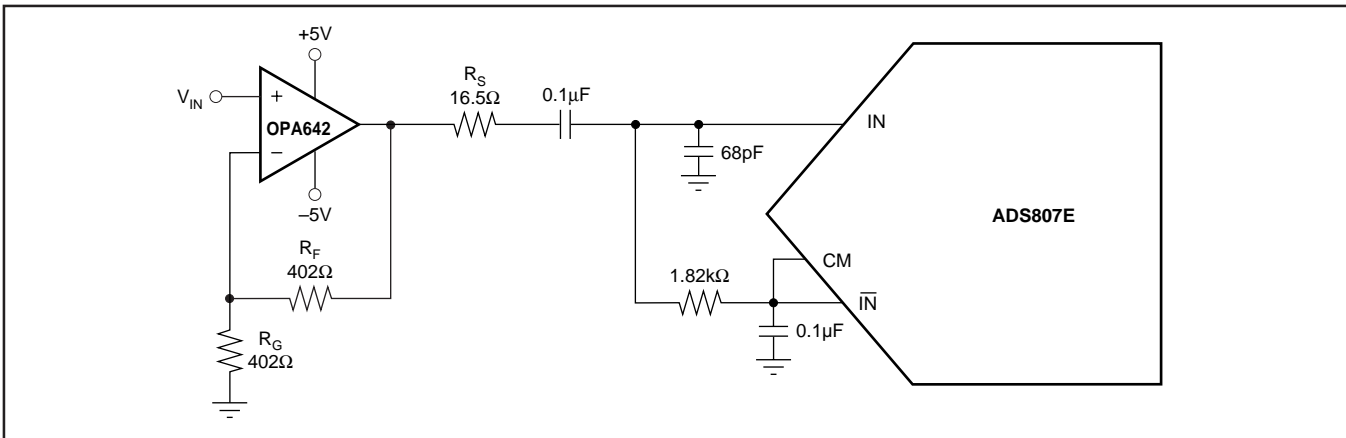 +5V
V_IN
+
OPA642
−
–5V
R_S
16.5Ω
0.1µF
68pF
IN
ADS807E
CM
I̅N̅
1.82kΩ
0.1µF
R_F
402Ω
R_G
402Ω